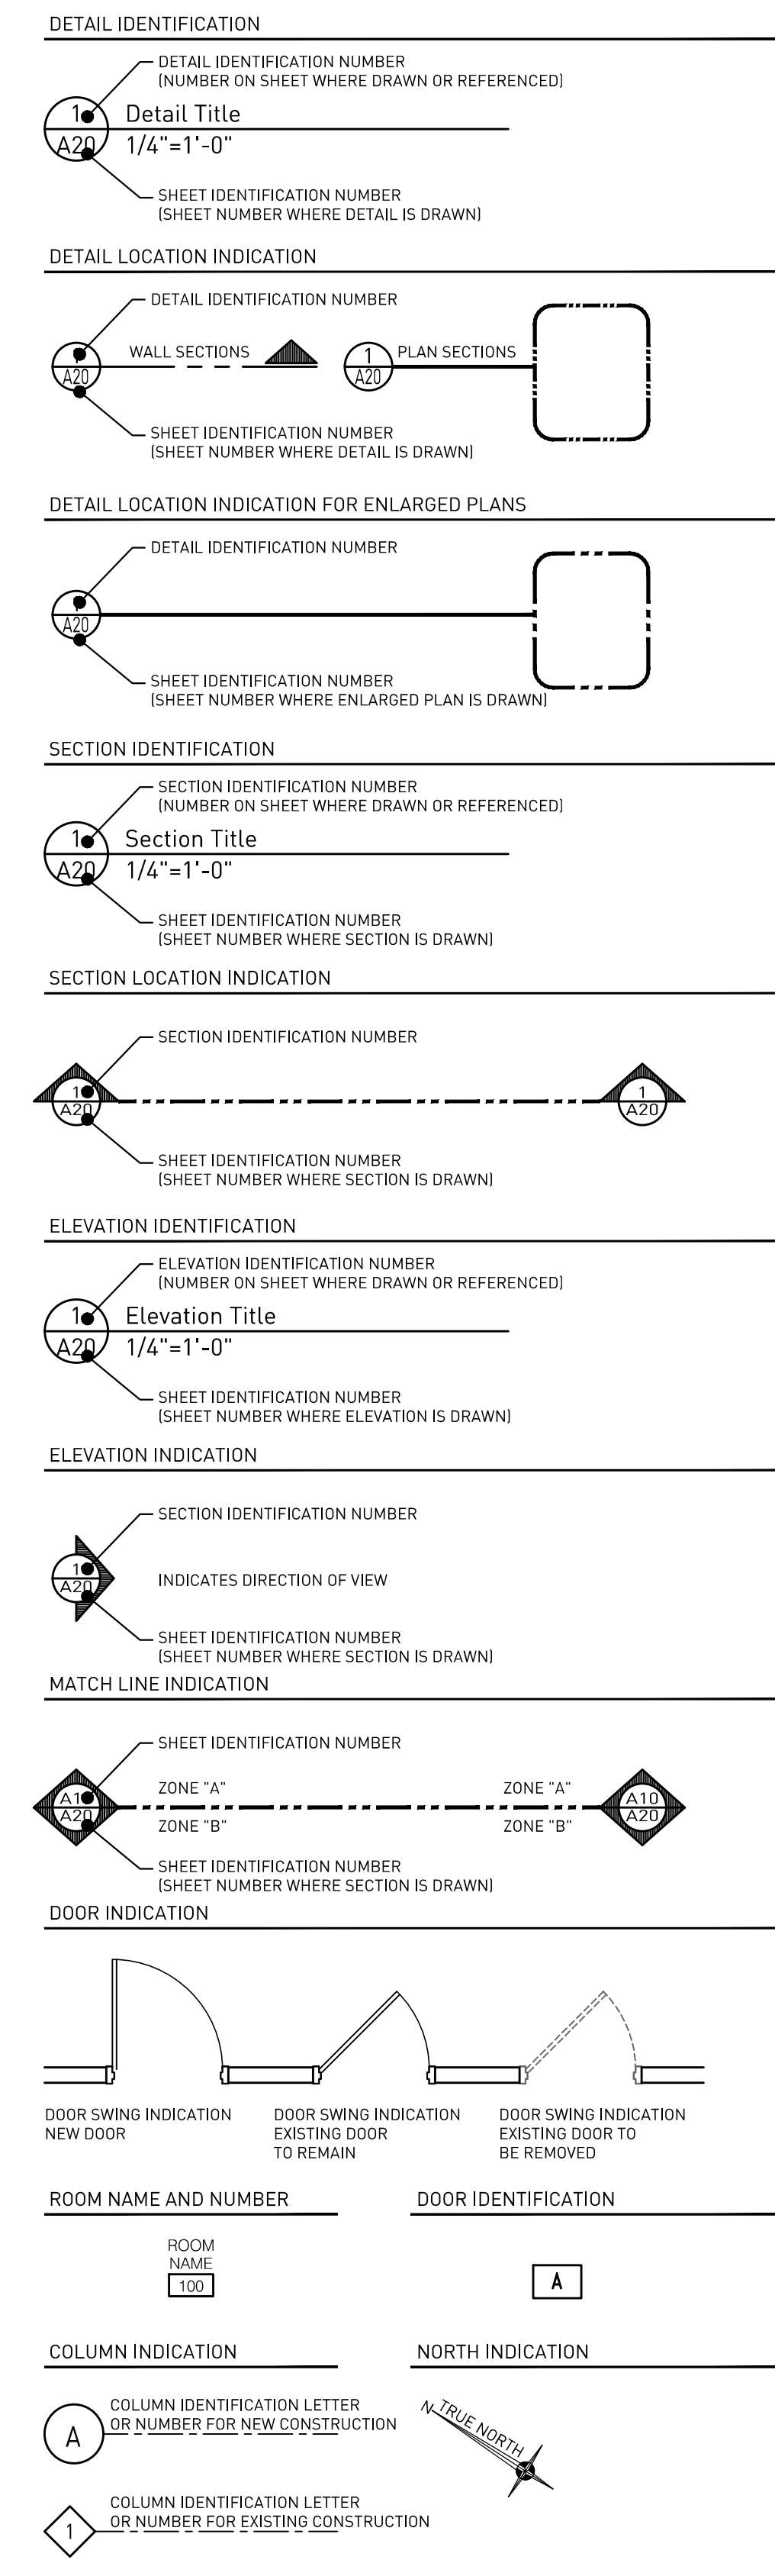 DETAIL IDENTIFICATION
DETAIL IDENTIFICATION NUMBER
(NUMBER ON SHEET WHERE DRAWN OR REFERENCED)
1
Detail Title
A20
1/4"=1'-0"
SHEET IDENTIFICATION NUMBER
(SHEET NUMBER WHERE DETAIL IS DRAWN)
DETAIL LOCATION INDICATION
DETAIL IDENTIFICATION NUMBER
1
WALL SECTIONS
1
PLAN SECTIONS
A20
A20
SHEET IDENTIFICATION NUMBER
(SHEET NUMBER WHERE DETAIL IS DRAWN)
DETAIL LOCATION INDICATION FOR ENLARGED PLANS
DETAIL IDENTIFICATION NUMBER
1
A20
SHEET IDENTIFICATION NUMBER
(SHEET NUMBER WHERE ENLARGED PLAN IS DRAWN)
SECTION IDENTIFICATION
SECTION IDENTIFICATION NUMBER
(NUMBER ON SHEET WHERE DRAWN OR REFERENCED)
1
Section Title
A20
1/4"=1'-0"
SHEET IDENTIFICATION NUMBER
(SHEET NUMBER WHERE SECTION IS DRAWN)
SECTION LOCATION INDICATION
SECTION IDENTIFICATION NUMBER
1
1
A20
A20
SHEET IDENTIFICATION NUMBER
(SHEET NUMBER WHERE SECTION IS DRAWN)
ELEVATION IDENTIFICATION
ELEVATION IDENTIFICATION NUMBER
(NUMBER ON SHEET WHERE DRAWN OR REFERENCED)
1
Elevation Title
A20
1/4"=1'-0"
SHEET IDENTIFICATION NUMBER
(SHEET NUMBER WHERE ELEVATION IS DRAWN)
ELEVATION INDICATION
SECTION IDENTIFICATION NUMBER
1
A20
INDICATES DIRECTION OF VIEW
SHEET IDENTIFICATION NUMBER
(SHEET NUMBER WHERE SECTION IS DRAWN)
MATCH LINE INDICATION
SHEET IDENTIFICATION NUMBER
ZONE "A"
ZONE "A"
A10
A10
A20
A20
ZONE "B"
ZONE "B"
SHEET IDENTIFICATION NUMBER
(SHEET NUMBER WHERE SECTION IS DRAWN)
DOOR INDICATION
DOOR SWING INDICATION
NEW DOOR
DOOR SWING INDICATION
EXISTING DOOR
TO REMAIN
DOOR SWING INDICATION
EXISTING DOOR TO
BE REMOVED
ROOM NAME AND NUMBER
ROOM
NAME
100
DOOR IDENTIFICATION
A
COLUMN INDICATION
A
COLUMN IDENTIFICATION LETTER
OR NUMBER FOR NEW CONSTRUCTION
1
COLUMN IDENTIFICATION LETTER
OR NUMBER FOR EXISTING CONSTRUCTION
NORTH INDICATION
N
TRUE NORTH